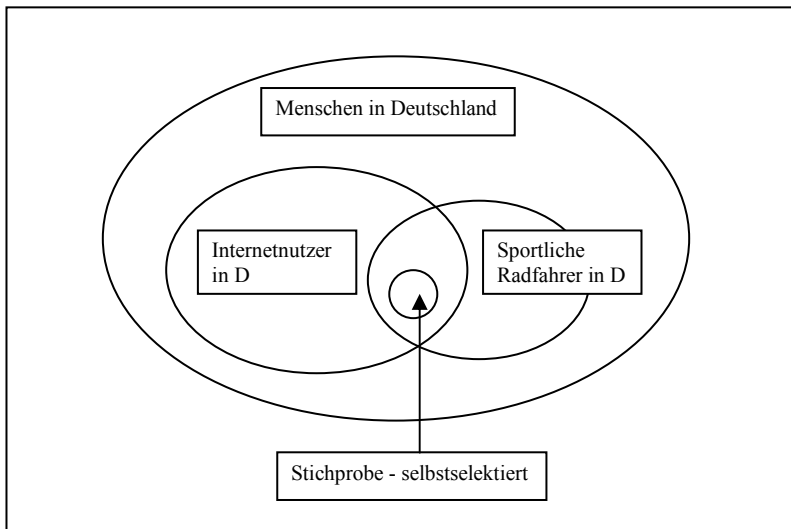 Menschen in Deutschland
Internetnutzer
in D
Sportliche
Radfahrer in D
Stichprobe - selbstselektiert